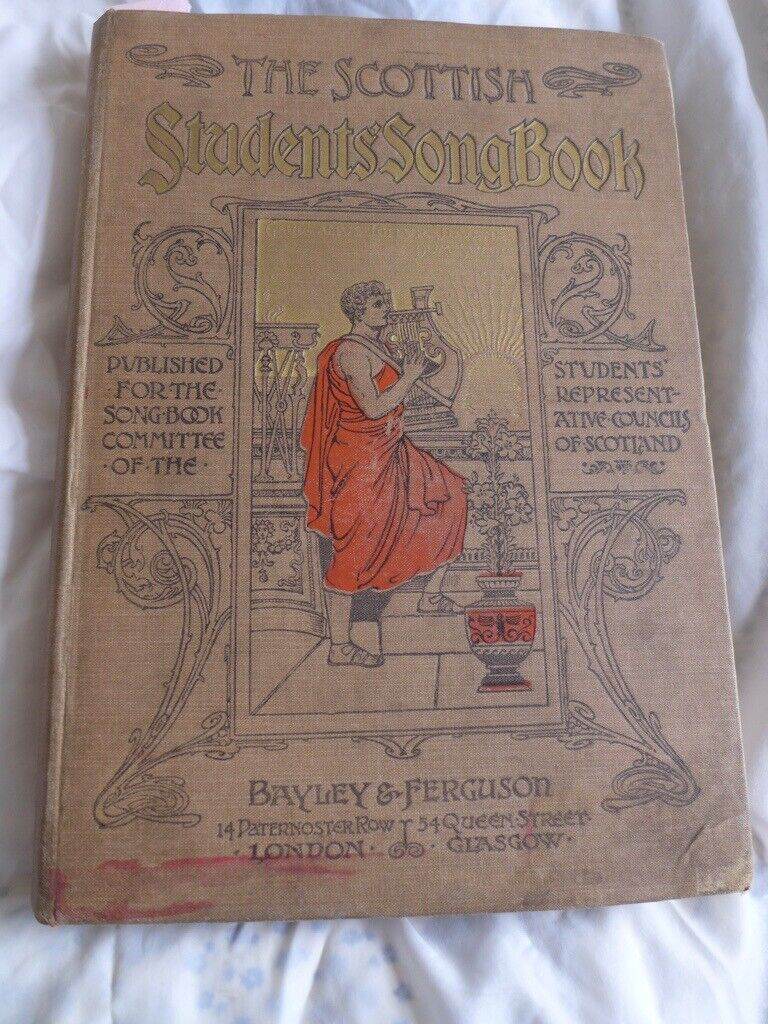 THE SCOTTISH
Students' Song Book
PUBLISHED
·FOR·THE·
SONG·BOOK
COMMITTEE
·OF·THE·
STUDENTS'
REPRESENT-
ATIVE·COUNCILS
OF·SCOTLAND
BAYLEY & FERGUSON
14 PATERNOSTER ROW 54 QUEEN·STREET·
·LONDON· ·GLASGOW·